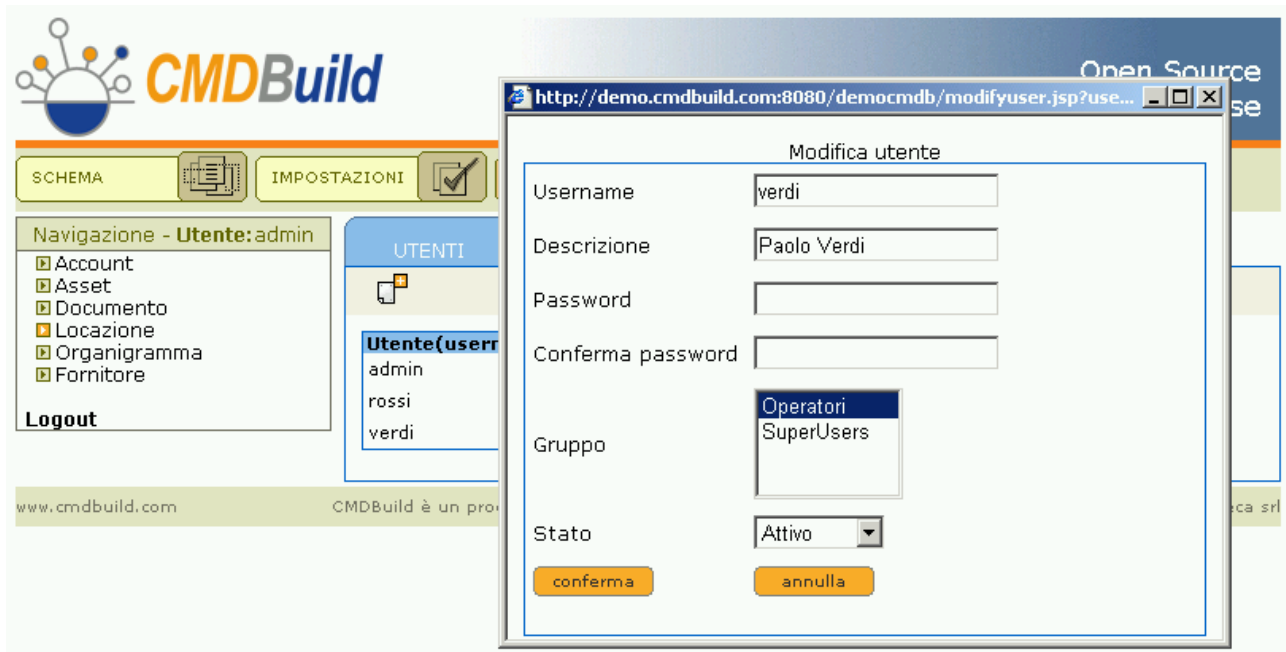 CMDBuild
Open Source
http://demo.cmdbuild.com:8080/democmdb/modifyuser.jsp?use...
se
Modifica utente
SCHEMA
IMPOSTAZIONI
Username
verdi
Descrizione
Paolo Verdi
Password
Conferma password
Gruppo
Operatori
SuperUsers
Stato
Attivo
conferma
annulla
Navigazione - Utente:admin
Account
Asset
Documento
Locazione
Organigramma
Fornitore
Logout
UTENTI
Utente(usern
admin
rossi
verdi
www.cmdbuild.com
CMDBuild è un pro
eca srl